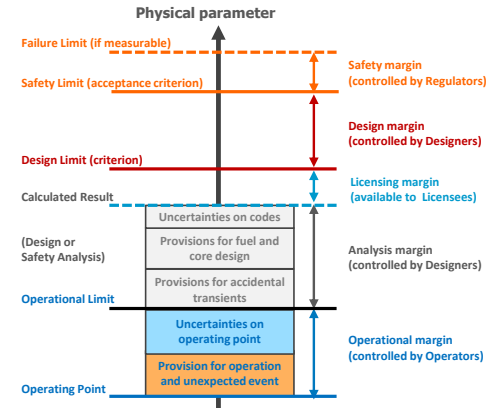 Physical parameter
Failure Limit (if measurable)
Safety margin
(controlled by Regulators)
Safety Limit (acceptance criterion)
Design margin
(controlled by Designers)
Design Limit (criterion)
Licensing margin
(available to Licensees)
Calculated Result
Uncertainties on codes
(Design or
Safety Analysis)
Provisions for fuel and
core design
Analysis margin
(controlled by Designers)
Provisions for accidental
transients
Operational Limit
Uncertainties on
operating point
Operational margin
(controlled by Operators)
Provision for operation
and unexpected event
Operating Point